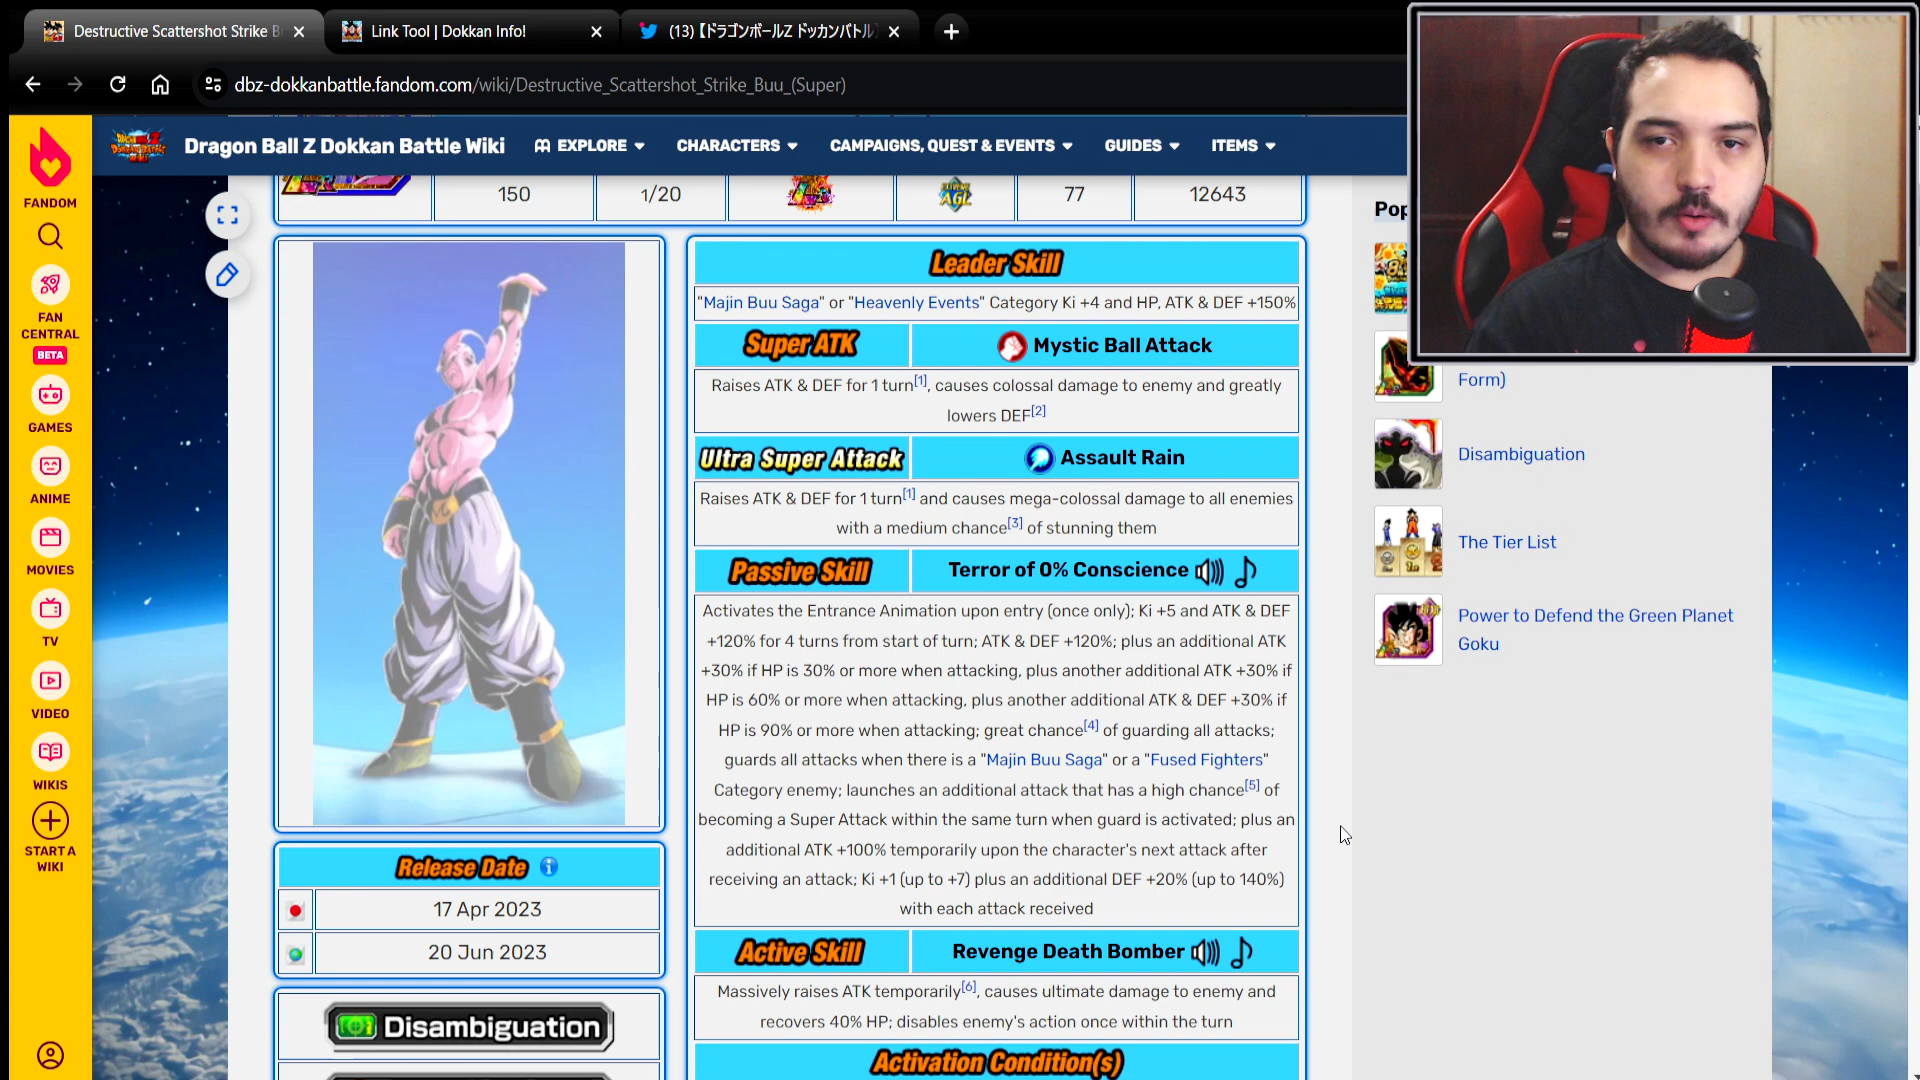 Destructive Scattershot Strike B
Link Tool | Dokkan Info!
(13) 【ドラゴンボールZ ドッカンバトル
dbz-dokkanbattle.fandom.com/wiki/Destructive_Scattershot_Strike_Buu_(Super)
Dragon Ball Z Dokkan Battle Wiki
EXPLORE
CHARACTERS
CAMPAIGNS, QUEST & EVENTS
GUIDES
ITEMS
FANDOM
FAN CENTRAL
BETA
GAMES
ANIME
MOVIES
TV
VIDEO
WIKIS
START A
WIKI
150
1/20
EXTREME
AGL
77
12643
Leader Skill
"Majin Buu Saga" or "Heavenly Events" Category Ki +4 and HP, ATK & DEF +150%
Super ATK
Mystic Ball Attack
Raises ATK & DEF for 1 turn[1], causes colossal damage to enemy and greatly
lowers DEF[2]
Ultra Super Attack
Assault Rain
Raises ATK & DEF for 1 turn[1] and causes mega-colossal damage to all enemies
with a medium chance[3] of stunning them
Passive Skill
Terror of 0% Conscience
Activates the Entrance Animation upon entry (once only); Ki +5 and ATK & DEF
+120% for 4 turns from start of turn; ATK & DEF +120%; plus an additional ATK
+30% if HP is 30% or more when attacking, plus another additional ATK +30% if
HP is 60% or more when attacking, plus another additional ATK & DEF +30% if
HP is 90% or more when attacking; great chance[4] of guarding all attacks;
guards all attacks when there is a "Majin Buu Saga" or a "Fused Fighters"
Category enemy; launches an additional attack that has a high chance[5] of
becoming a Super Attack within the same turn when guard is activated; plus an
additional ATK +100% temporarily upon the character's next attack after
receiving an attack; Ki +1 (up to +7) plus an additional DEF +20% (up to 140%)
with each attack received
Active Skill
Revenge Death Bomber
Massively raises ATK temporarily[6], causes ultimate damage to enemy and
recovers 40% HP; disables enemy's action once within the turn
Activation Condition(s)
Release Date
17 Apr 2023
20 Jun 2023
Disambiguation
Pop
Form)
Disambiguation
The Tier List
Power to Defend the Green Planet
Goku